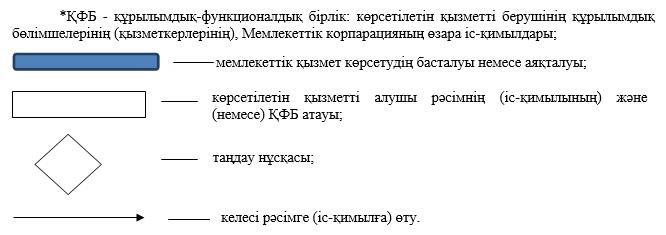 *ҚФБ - құрылымдық-функционалдық бірлік: көрсетілетін қызметті берушінің құрылымдық
бөлімшелерінің (қызметкерлерінің), Мемлекеттік корпорацияның өзара іс-қимылдары;
мемлекеттік қызмет көрсетудің басталуы немесе аяқталуы;
көрсетілетін қызметті алушы рәсімнің (іс-қимылының) және
(немесе) ҚФБ атауы;
таңдау нұсқасы;
келесі рәсімге (іс-қимылға) өту.